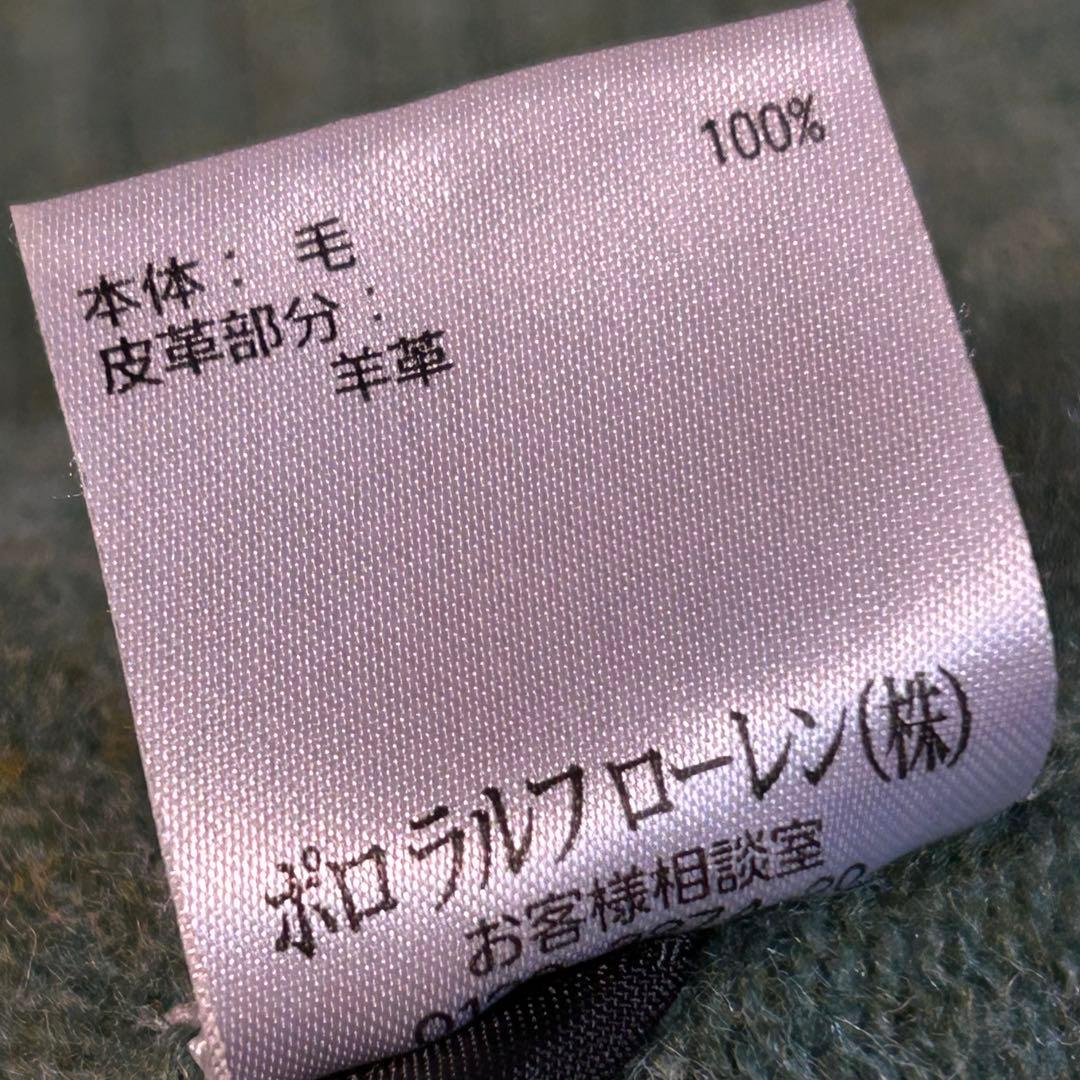 本体： 毛 100%
皮革部分：
羊革
ポロ ラルフ ローレン(株)
お客様相談室